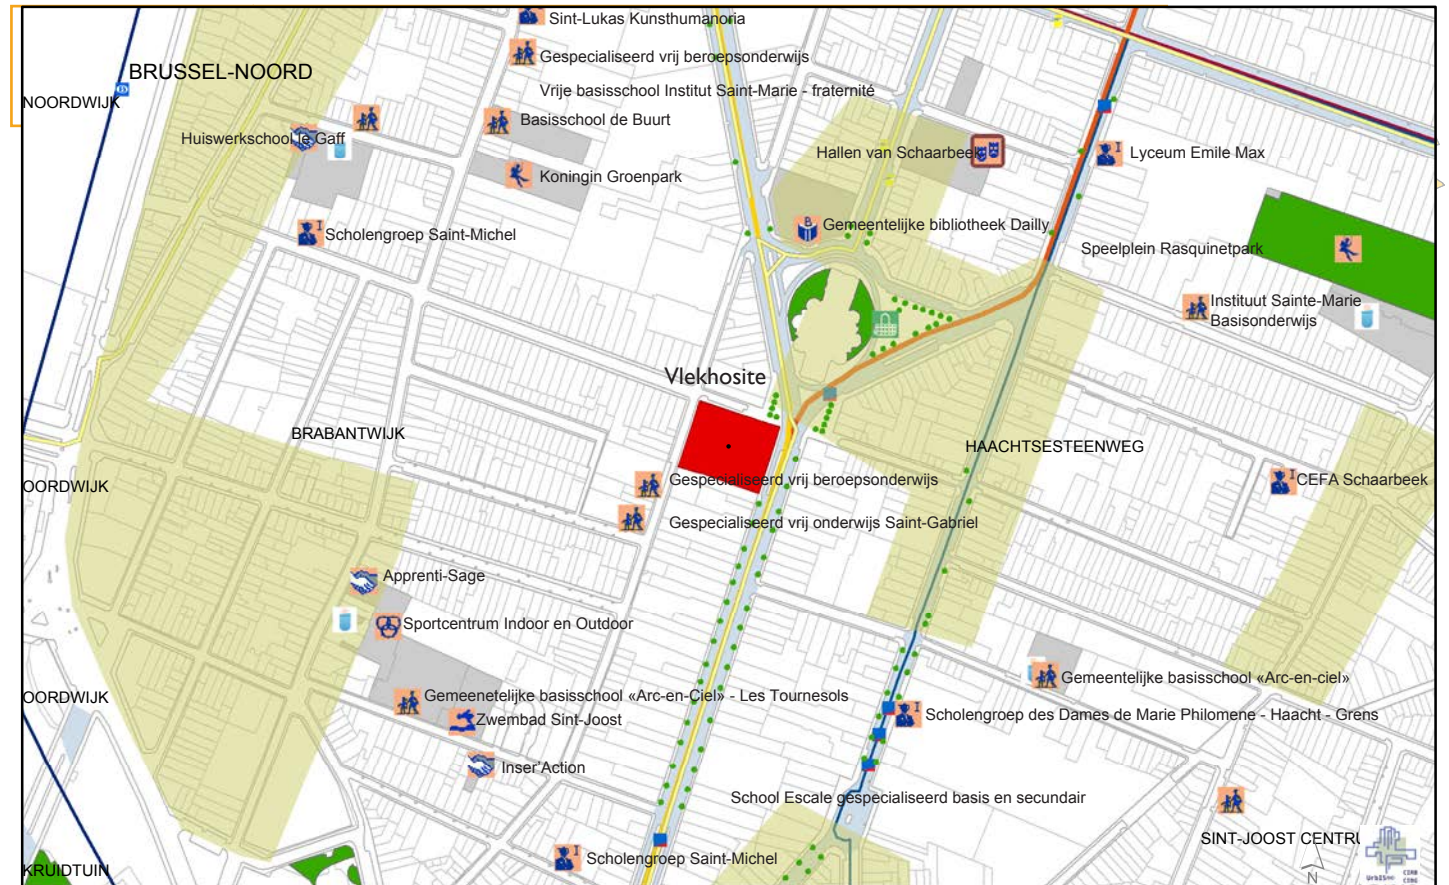 Sint-Lukas Kunsthumanoria
Gespecialiseerd vrij beroepsonderwijs
BRUSSEL-NOORD
Vrije basisschool Institut Saint-Marie - fraternité
NOORDWIJK
Basisschool de Buurt
Huiswerkschool le Gaff
Hallen van Schaarbeek
Lyceum Emile Max
Koningin Groenpark
Gemeentelijke bibliotheek Dailly
Scholengroep Saint-Michel
Speelplein Rasquinetpark
Instituut Sainte-Marie
Basisonderwijs
Vlekhosite
BRABANTWIJK
HAACHTSESTEENWEG
OORDWIJK
Gespecialiseerd vrij beroepsonderwijs
CEFA Schaarbeek
Gespecialiseerd vrij onderwijs Saint-Gabriel
Apprenti-Sage
Sportcentrum Indoor en Outdoor
Gemeentelijke basisschool «Arc-en-ciel»
OORDWIJK
Gemeenetelijke basisschool «Arc-en-Ciel» - Les Tournesols
Zwembad Sint-Joost
Scholengroep des Dames de Marie Philomene - Haacht - Grens
Inser'Action
School Escale gespecialiseerd basis en secundair
SINT-JOOST CENTRU
Scholengroep Saint-Michel
KRUIDTUIN
N
UrbIS
CIRB
CIBG